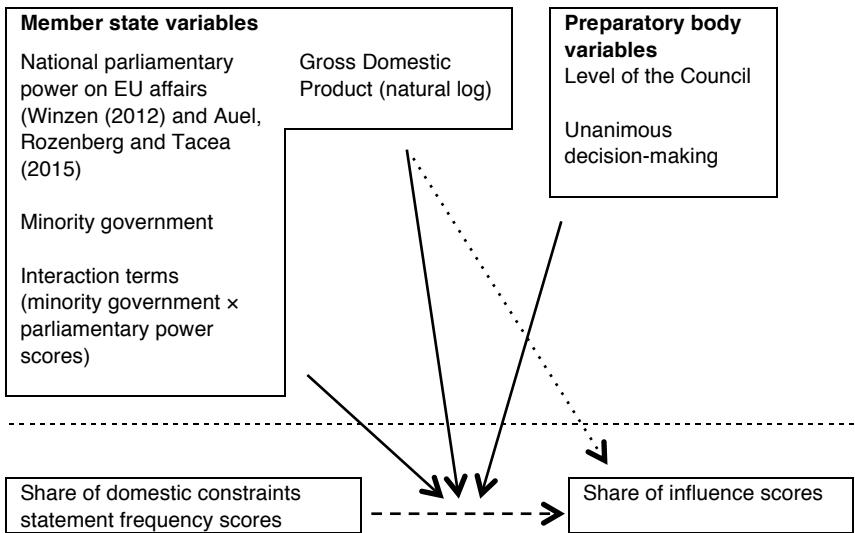 Member state variables
National parliamentary
power on EU affairs
(Winzen (2012) and Auel,
Rozenberg and Tacea
(2015)
Minority government
Interaction terms
(minority government ×
parliamentary power
scores)
Gross Domestic
Product (natural log)
Preparatory body
variables
Level of the Council
Unanimous
decision-making
Share of domestic constraints
statement frequency scores
Share of influence scores